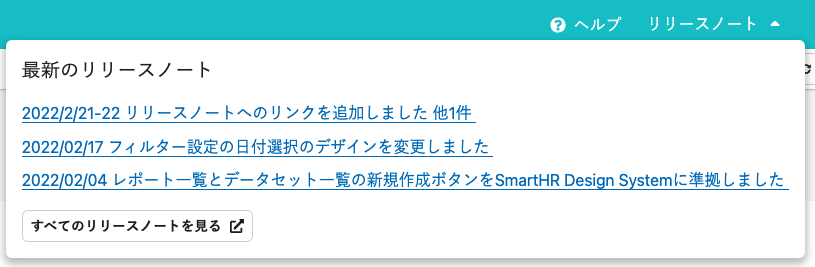 ヘルプ リリースノート
最新のリリースノート
2022/2/21-22 リリースノートへのリンクを追加しました 他1件
2022/02/17 フィルター設定の日付選択のデザインを変更しました
2022/02/04 レポート一覧とデータセット一覧の新規作成ボタンをSmartHR Design Systemに準拠しました
すべてのリリースノートを見る